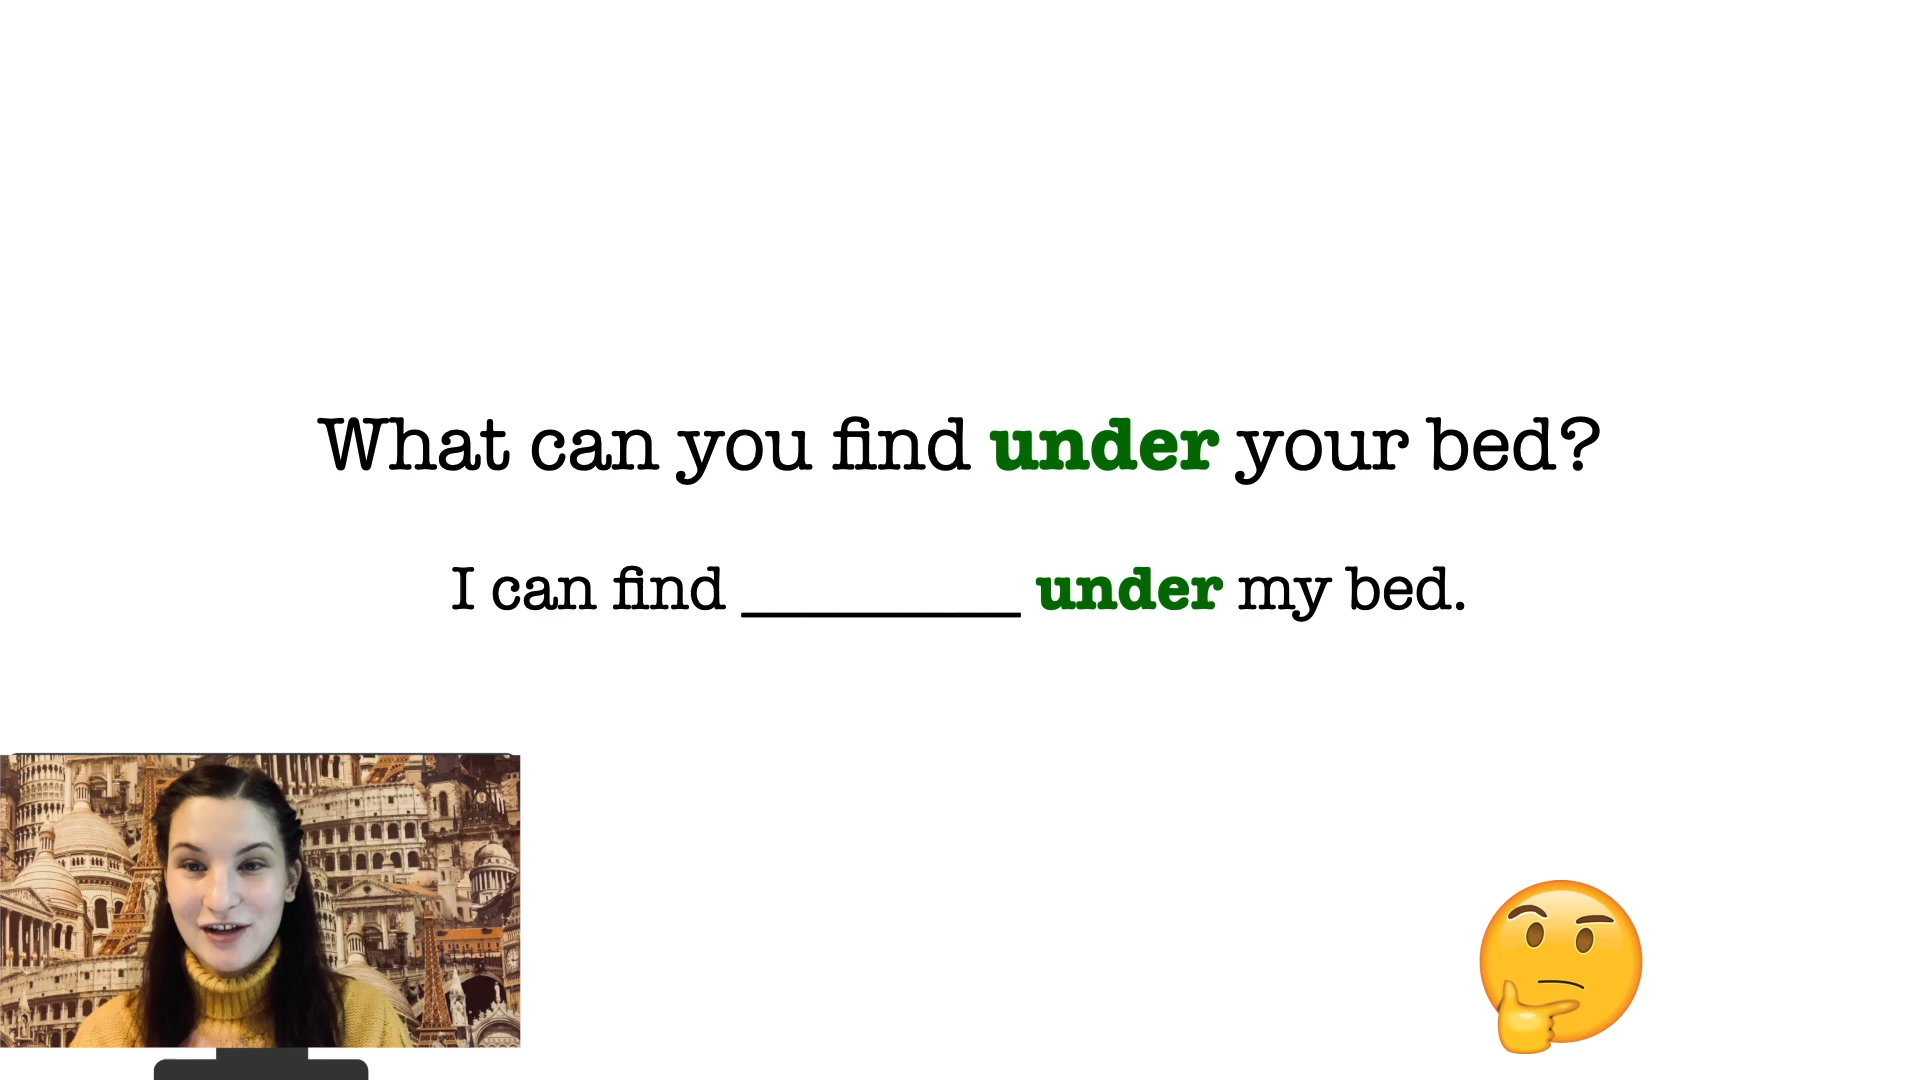 What can you find under your bed?
I can find _________ under my bed.